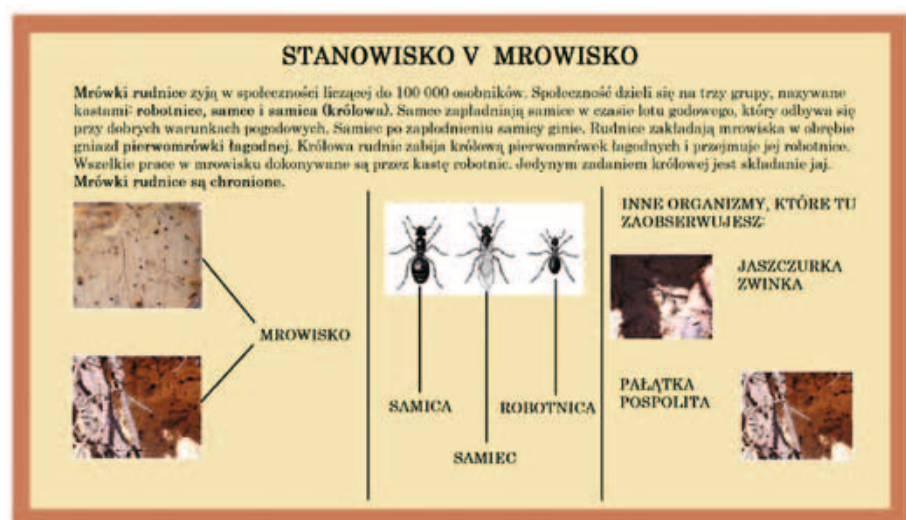 STANOWISKO V MROWISKO
Mrówki rudnice żyją w społeczności liczącej do 100 000 osobników. Społeczność dzieli się na trzy grupy, nazywane
kastami: robotnice, samce i samica (królowa). Samce zapładniają samice w czasie lotu godowego, który odbywa się
przy dobrych warunkach pogodowych. Samiec po zapłodnieniu samicy ginie. Rudnice zakładają mrowiska w obrębie
gniazd pierwomrówki łagodnej. Królowa rudnic zabija królową pierwomrówek łagodnych i przejmuje jej robotnice.
Wszelkie prace w mrowisku dokonywane są przez kastę robotnic. Jedynym zadaniem królowej jest składanie jaj.
Mrówki rudnice są chronione.
MROWISKO
SAMICA
ROBOTNICA
SAMIEC
INNE ORGANIZMY, KTÓRE TU
ZAOBSERWUJESZ:
JASZCZURKA
ZWINKA
PAŁĄTKA
POSPOLITA